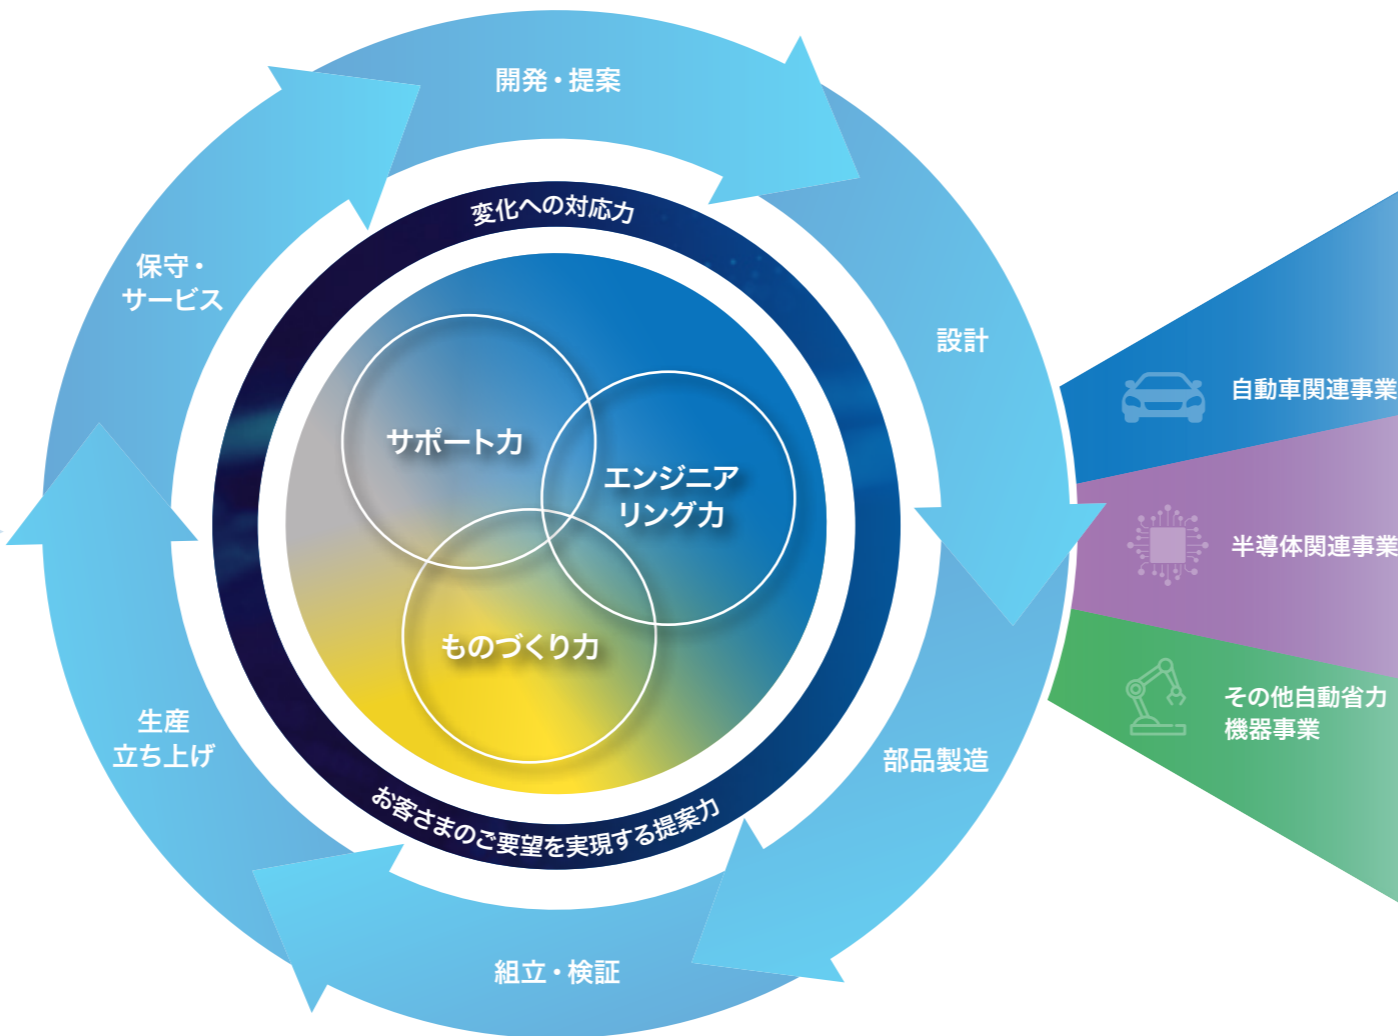 開発・提案
変化への対応力
保守・
サービス
設計
サポート力
エンジニア
リング力
ものづくり力
部品製造
生産
立ち上げ
お客さまのご要望を実現する提案力
組立・検証
自動車関連事業
半導体関連事業
その他自動省力
機器事業